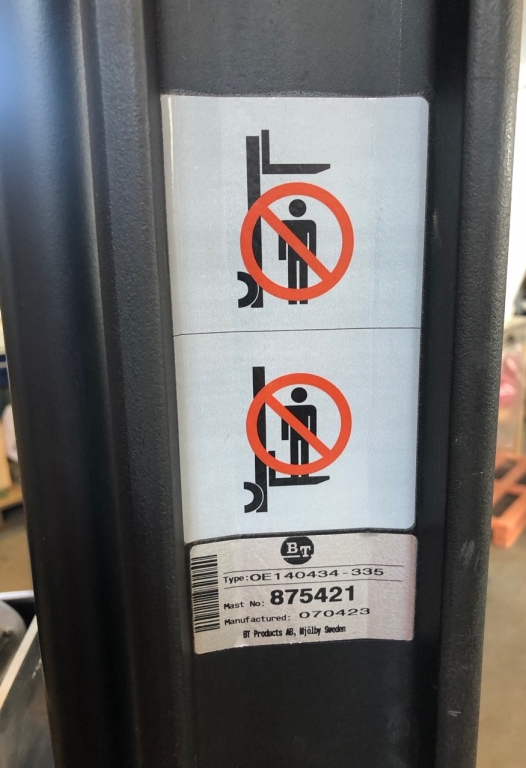 BT
Type:OE140434-335
Mast No: 875421
Manufactured: 070423
BT Products AB, Mjölby Sweden